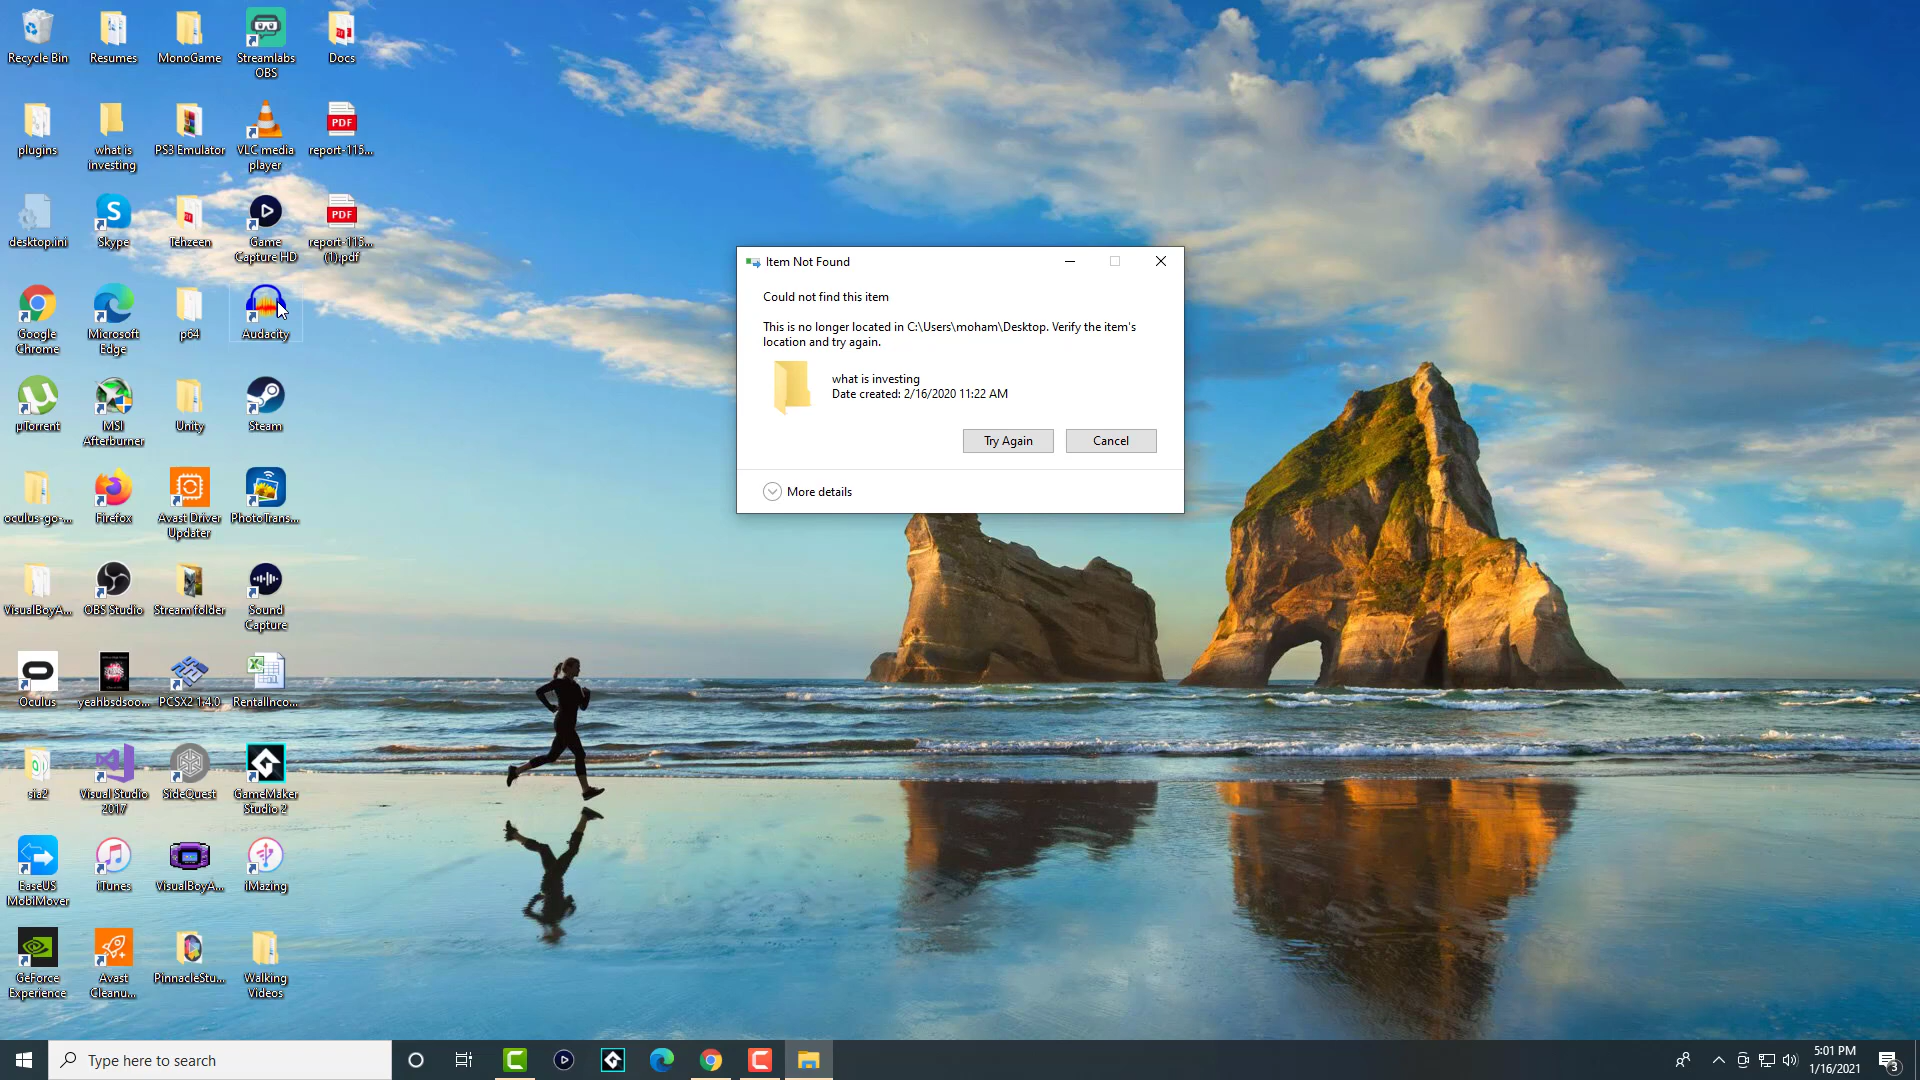 Recycle Bin
Resumes
MonoGame
Streamlabs
OBS
Docs
plugins
what is
investing
PS3 Emulator
VLC media
player
report-115...
desktop.ini
Skype
Tehzeen
Game
Capture HD
report-115...
(1).pdf
Google
Chrome
Microsoft
Edge
p64
Audacity
µTorrent
MSI
Afterburner
Unity
Steam
oculus-go-...
Firefox
Avast Driver
Updater
PhotoTrans...
VisualBoyA...
OBS Studio
Stream folder
Sound
Capture
Oculus
yeahbsdsoo...
PCSX2 1.4.0
RentalInco...
sia2
Visual Studio
2017
SideQuest
GameMaker
Studio 2
EaseUS
MobiMover
iTunes
VisualBoyA...
iMazing
GeForce
Experience
Avast
Cleanu...
PinnacleStu...
Walking
Videos
PDF
PDF
Item Not Found
Could not find this item
This is no longer located in C:\Users\moham\Desktop. Verify the item's
location and try again.
what is investing
Date created: 2/16/2020 11:22 AM
Try Again
Cancel
More details
Type here to search
5:01 PM
1/16/2021
3